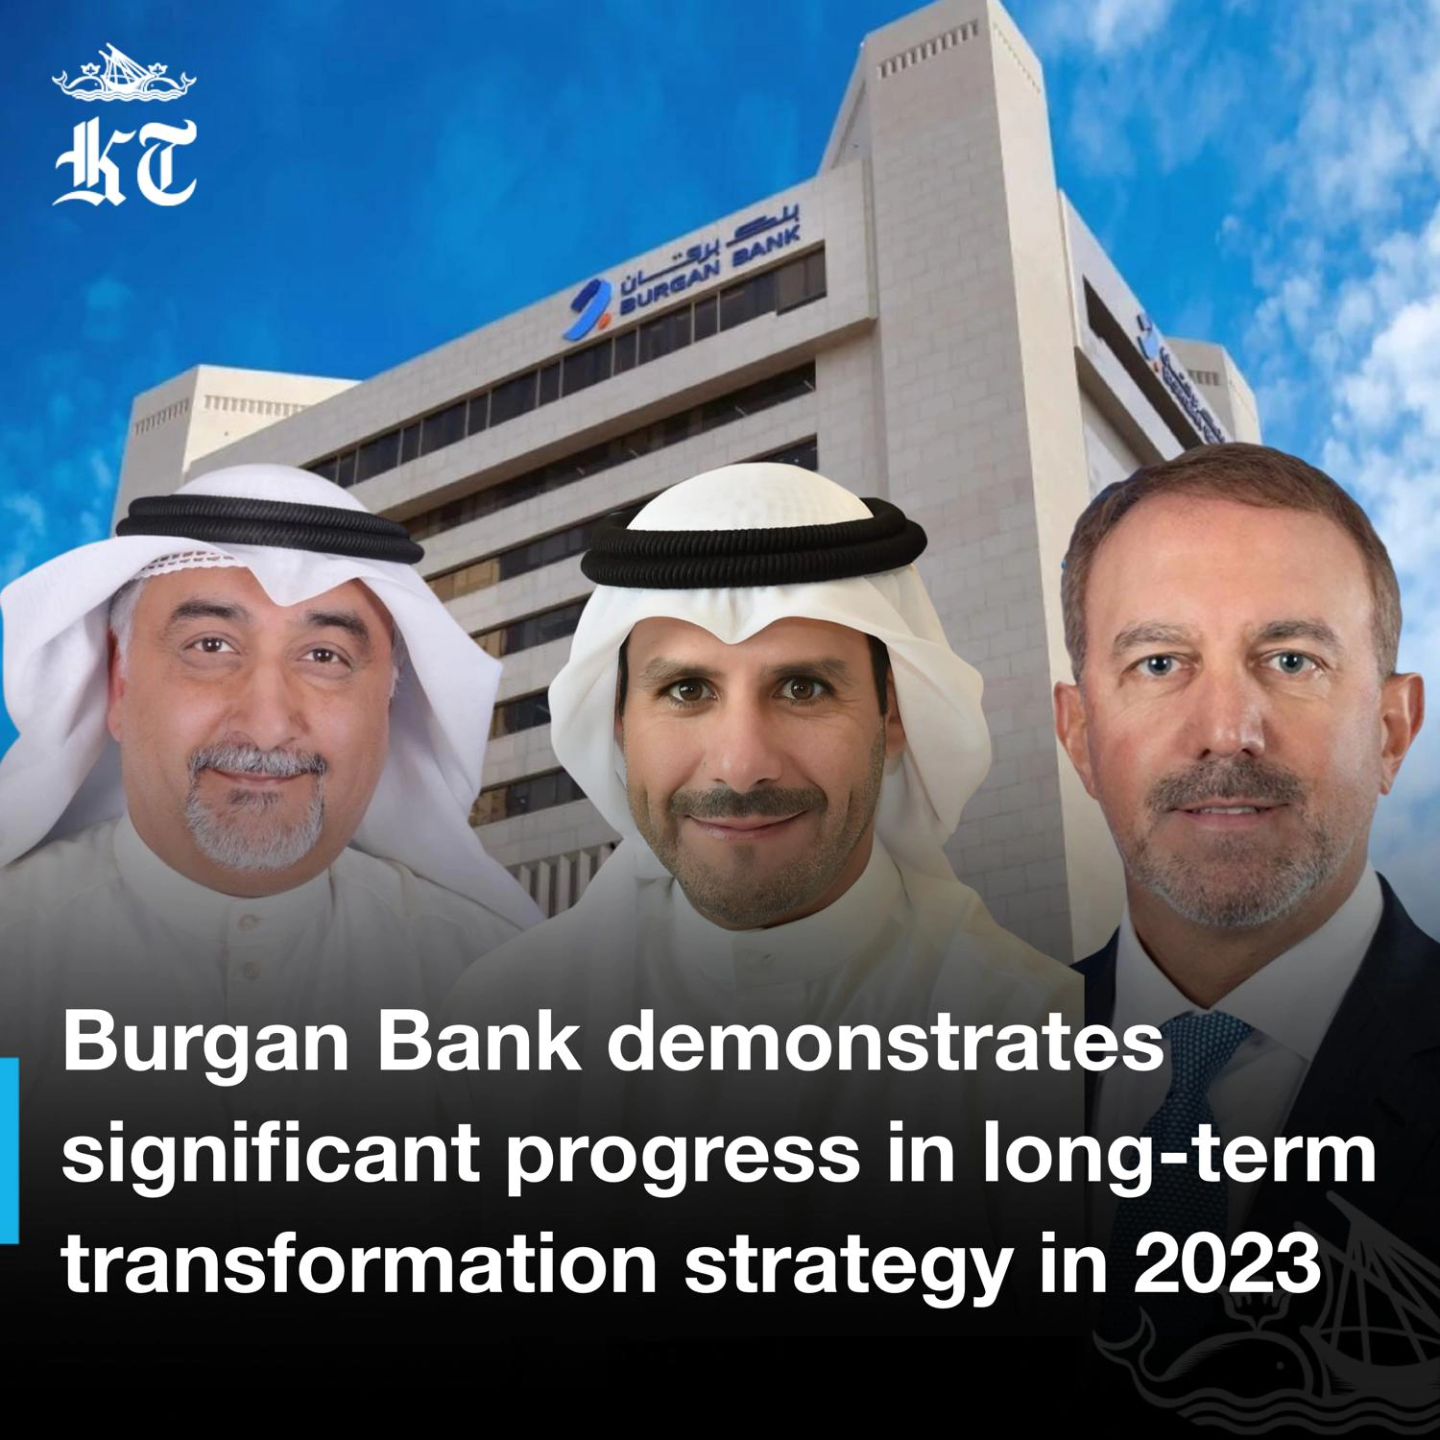 KT
بنك برقان
BURGAN BANK
Burgan Bank demonstrates
significant progress in long-term
transformation strategy in 2023